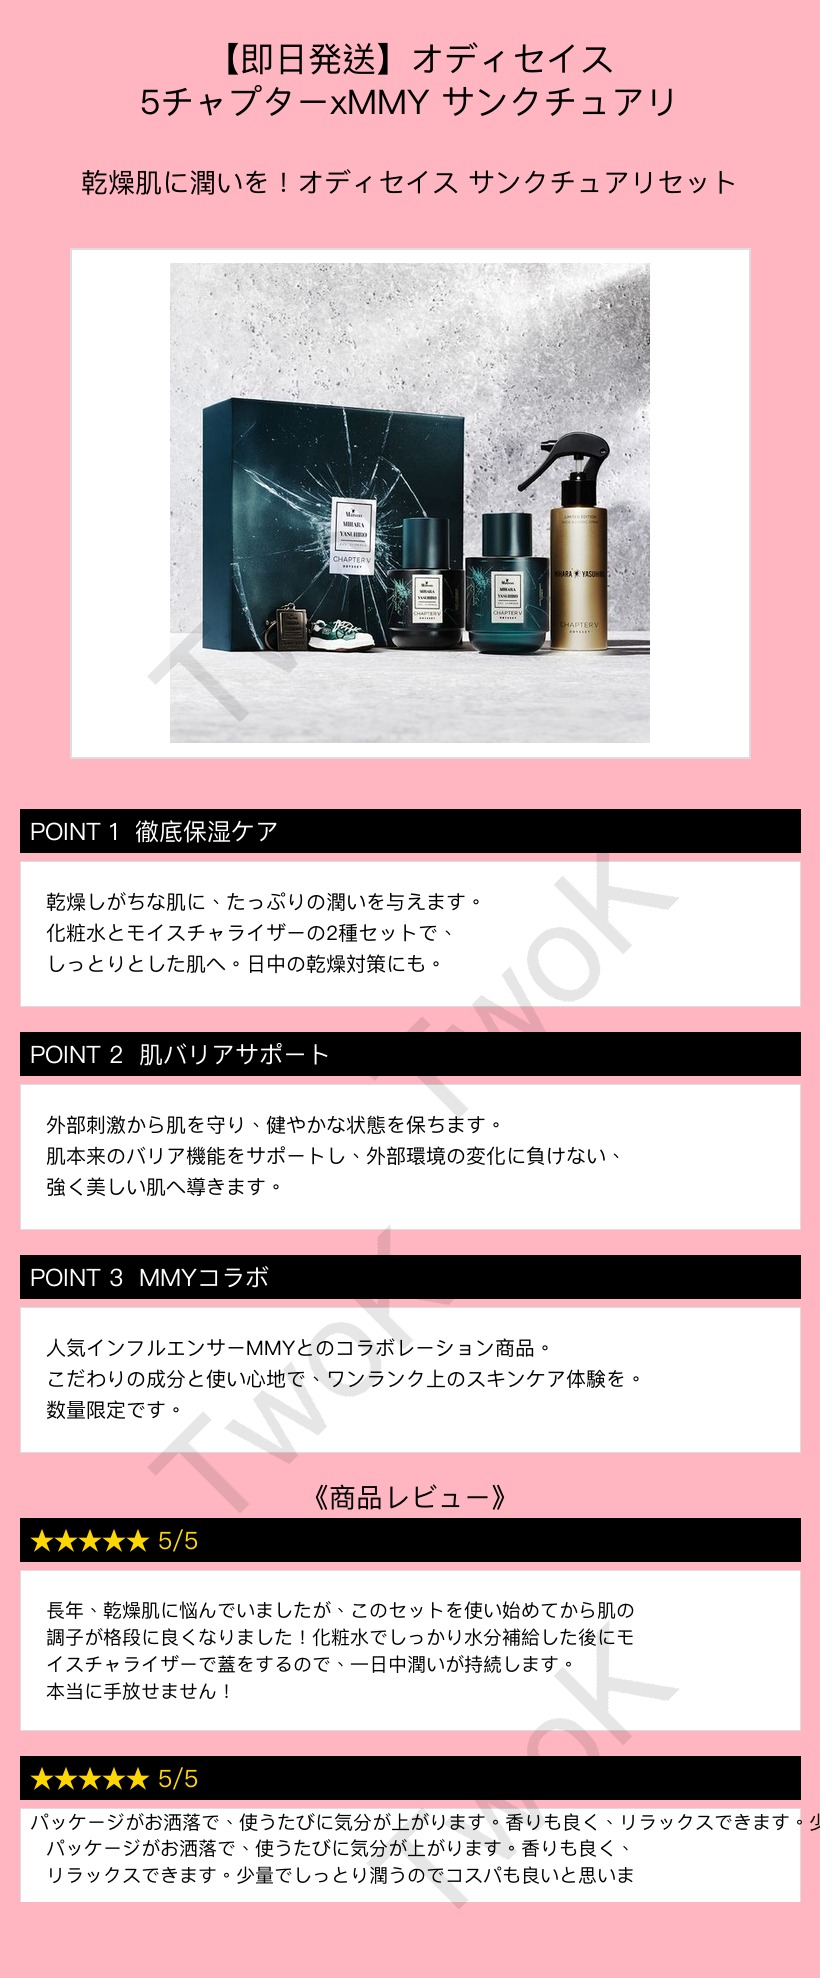 【即日発送】オディセイス
5チャプターxMMY サンクチュアリ
乾燥肌に潤いを！オディセイス サンクチュアリセット
Maison
MIHARA
YASUHIRO
CHAPTER V
ODYSSEY
Maison
MIHARA
YASUHIRO
CHAPTER V
ODYSSEY
Maison
MIHARA
YASUHIRO
CHAPTER V
ODYSSEY
LIMITED EDITION
MIHARA YASUHIRO
CHAPTER V
ODYSSEY
TwoK
POINT 1 徹底保湿ケア
乾燥しがちな肌に、たっぷりの潤いを与えます。
化粧水とモイスチャライザーの2種セットで、
しっとりとした肌へ。日中の乾燥対策にも。
TwoK
POINT 2 肌バリアサポート
外部刺激から肌を守り、健やかな状態を保ちます。
肌本来のバリア機能をサポートし、外部環境の変化に負けない、
強く美しい肌へ導きます。
POINT 3 MMYコラボ
人気インフルエンサーMMYとのコラボレーション商品。
こだわりの成分と使い心地で、ワンランク上のスキンケア体験を。
数量限定です。
TwoK
《商品レビュー》
★★★★★ 5/5
長年、乾燥肌に悩んでいましたが、このセットを使い始めてから肌の
調子が格段に良くなりました！化粧水でしっかり水分補給した後にモ
イスチャライザーで蓋をするので、一日中潤いが持続します。
本当に手放せません！
★★★★★ 5/5
パッケージがお洒落で、使うたびに気分が上がります。香りも良く、リラックスできます。少
パッケージがお洒落で、使うたびに気分が上がります。香りも良く、
リラックスできます。少量でしっとり潤うのでコスパも良いと思いま
TwoK